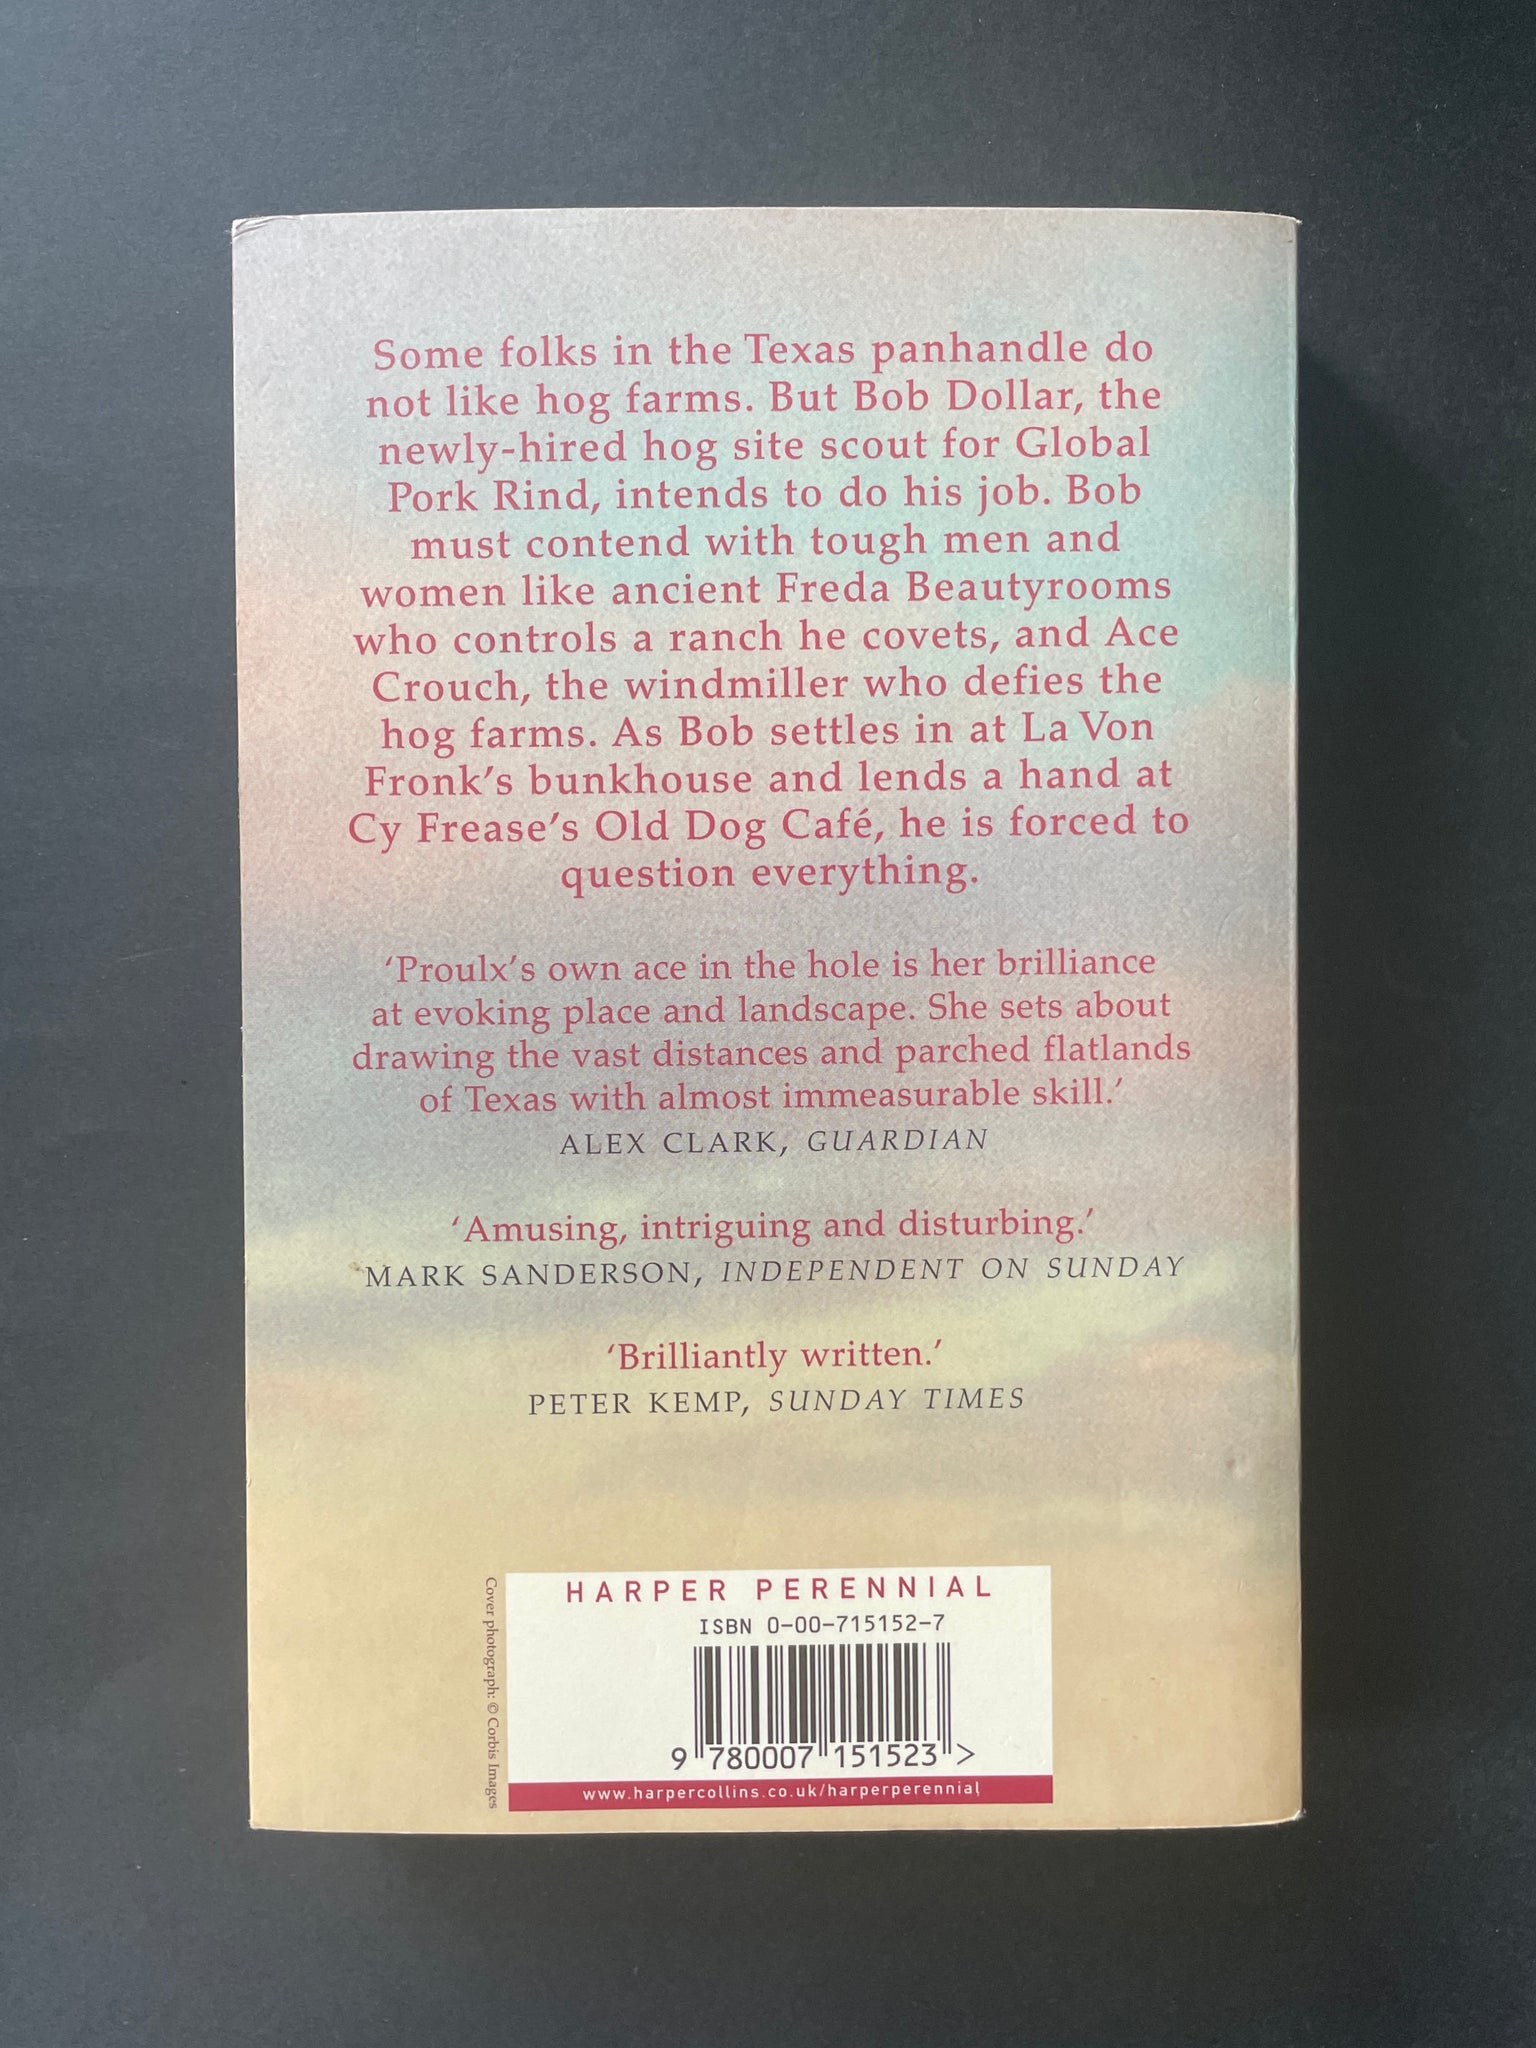 Some folks in the Texas panhandle do
not like hog farms. But Bob Dollar, the
newly-hired hog site scout for Global
Pork Rind, intends to do his job. Bob
must contend with tough men and
women like ancient Freda Beautyrooms
who controls a ranch he covets, and Ace
Crouch, the windmiller who defies the
hog farms. As Bob settles in at La Von
Fronk's bunkhouse and lends a hand at
Cy Frease's Old Dog Café, he is forced to
question everything.
‘Proulx’s own ace in the hole is her brilliance
at evoking place and landscape. She sets about
drawing the vast distances and parched flatlands
of Texas with almost immeasurable skill.’
ALEX CLARK, GUARDIAN
‘Amusing, intriguing and disturbing.’
MARK SANDERSON, INDEPENDENT ON SUNDAY
‘Brilliantly written.’
PETER KEMP, SUNDAY TIMES
Cover photograph: © Corbis Images
HARPER PERENNIAL
ISBN 0-00-715152-7
9 780007 151523 >
www.harpercollins.co.uk/harperperennial